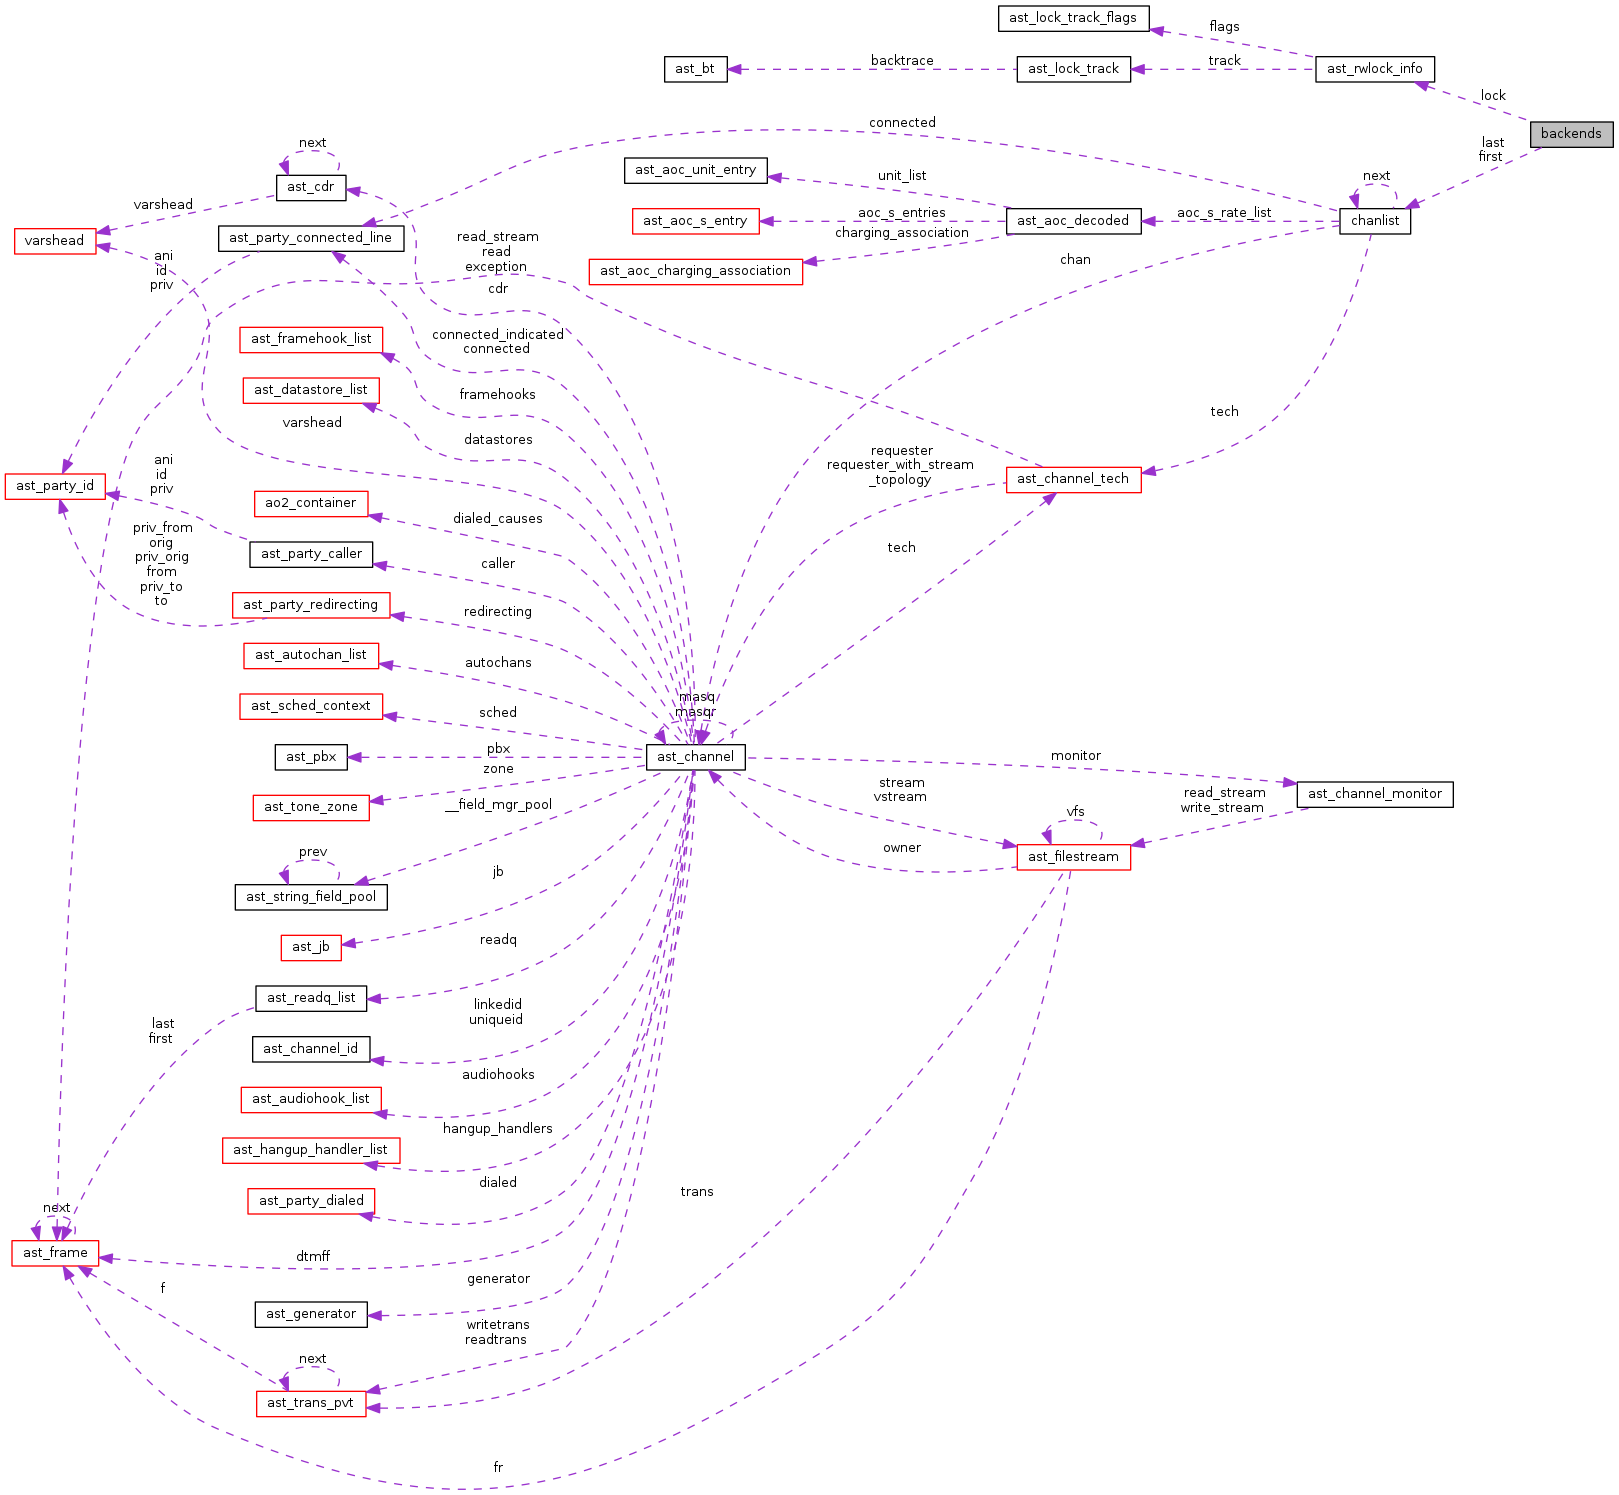 ast_lock_track_flags
flags
ast_bt
backtrace
ast_lock_track
track
ast_rwlock_info
lock
backends
connected
last
first
next
ast_cdr
ast_aoc_unit_entry
unit_list
next
varshead
ast_aoc_s_entry
aoc_s_entries
charging_association
ast_aoc_decoded
aoc_s_rate_list
chanlist
varshead
ast_party_connected_line
ani
id
priv
read_stream
read
exception
cdr
ast_aoc_charging_association
chan
ast_framehook_list
connected_indicated
connected
ast_datastore_list
framehooks
varshead
datastores
tech
ast_party_id
ani
id
priv
ao2_container
dialed_causes
requester
requester_with_stream
_topology
ast_channel_tech
priv_from
orig
priv_orig
from
priv_to
to
ast_party_caller
caller
tech
ast_party_redirecting
redirecting
ast_autochan_list
autochans
ast_sched_context
sched
masq
masqr
ast_pbx
pbx
ast_channel
monitor
ast_tone_zone
zone
__field_mgr_pool
stream
vstream
read_stream
write_stream
ast_channel_monitor
prev
vfs
ast_string_field_pool
jb
owner
ast_filestream
ast_jb
readq
ast_readq_list
last
first
linkedid
uniqueid
ast_channel_id
audiohooks
ast_audiohook_list
hangup_handlers
ast_hangup_handler_list
dialed
ast_party_dialed
trans
next
ast_frame
dtmff
f
generator
ast_generator
writetrans
readtrans
next
ast_trans_pvt
fr